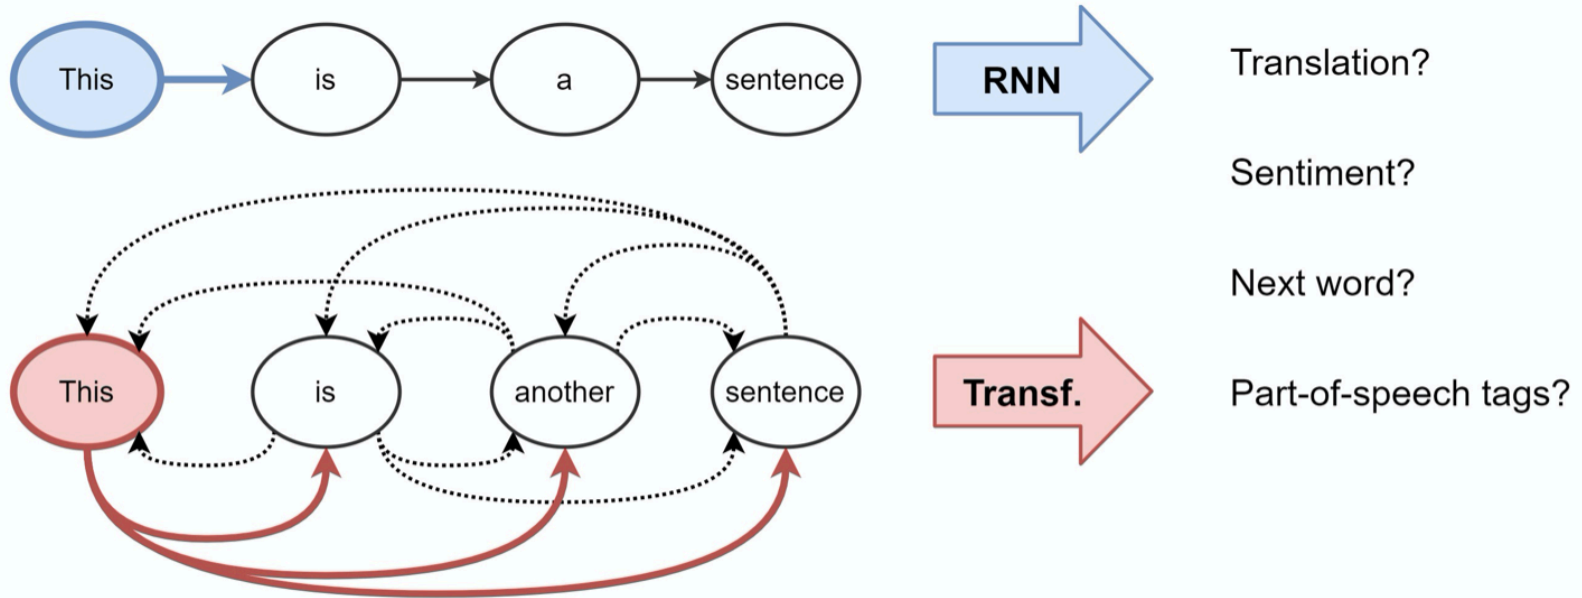 This is a sentence
RNN
Translation?
Sentiment?
Next word?
This is another sentence
Transf.
Part-of-speech tags?